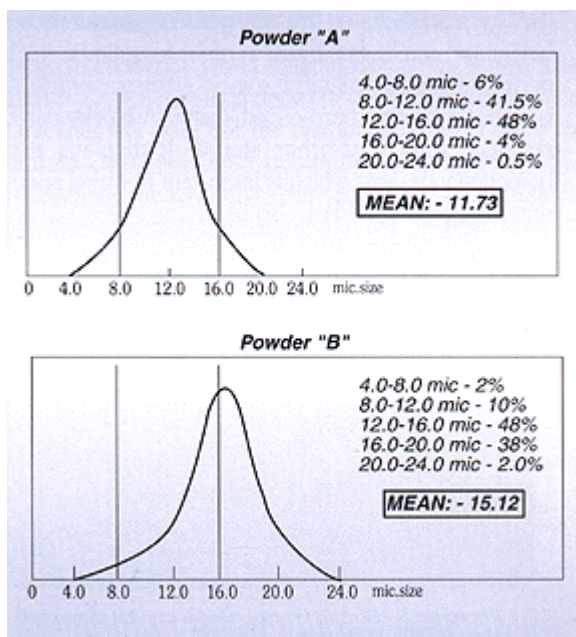 Powder "A"
4.0-8.0 mic - 6%
8.0-12.0 mic - 41.5%
12.0-16.0 mic - 48%
16.0-20.0 mic - 4%
20.0-24.0 mic - 0.5%
MEAN: - 11.73
0 4.0 8.0 12.0 16.0 20.0 24.0 mic.size
Powder "B"
4.0-8.0 mic - 2%
8.0-12.0 mic - 10%
12.0-16.0 mic - 48%
16.0-20.0 mic - 38%
20.0-24.0 mic - 2.0%
MEAN: - 15.12
0 4.0 8.0 12.0 16.0 20.0 24.0 mic.size